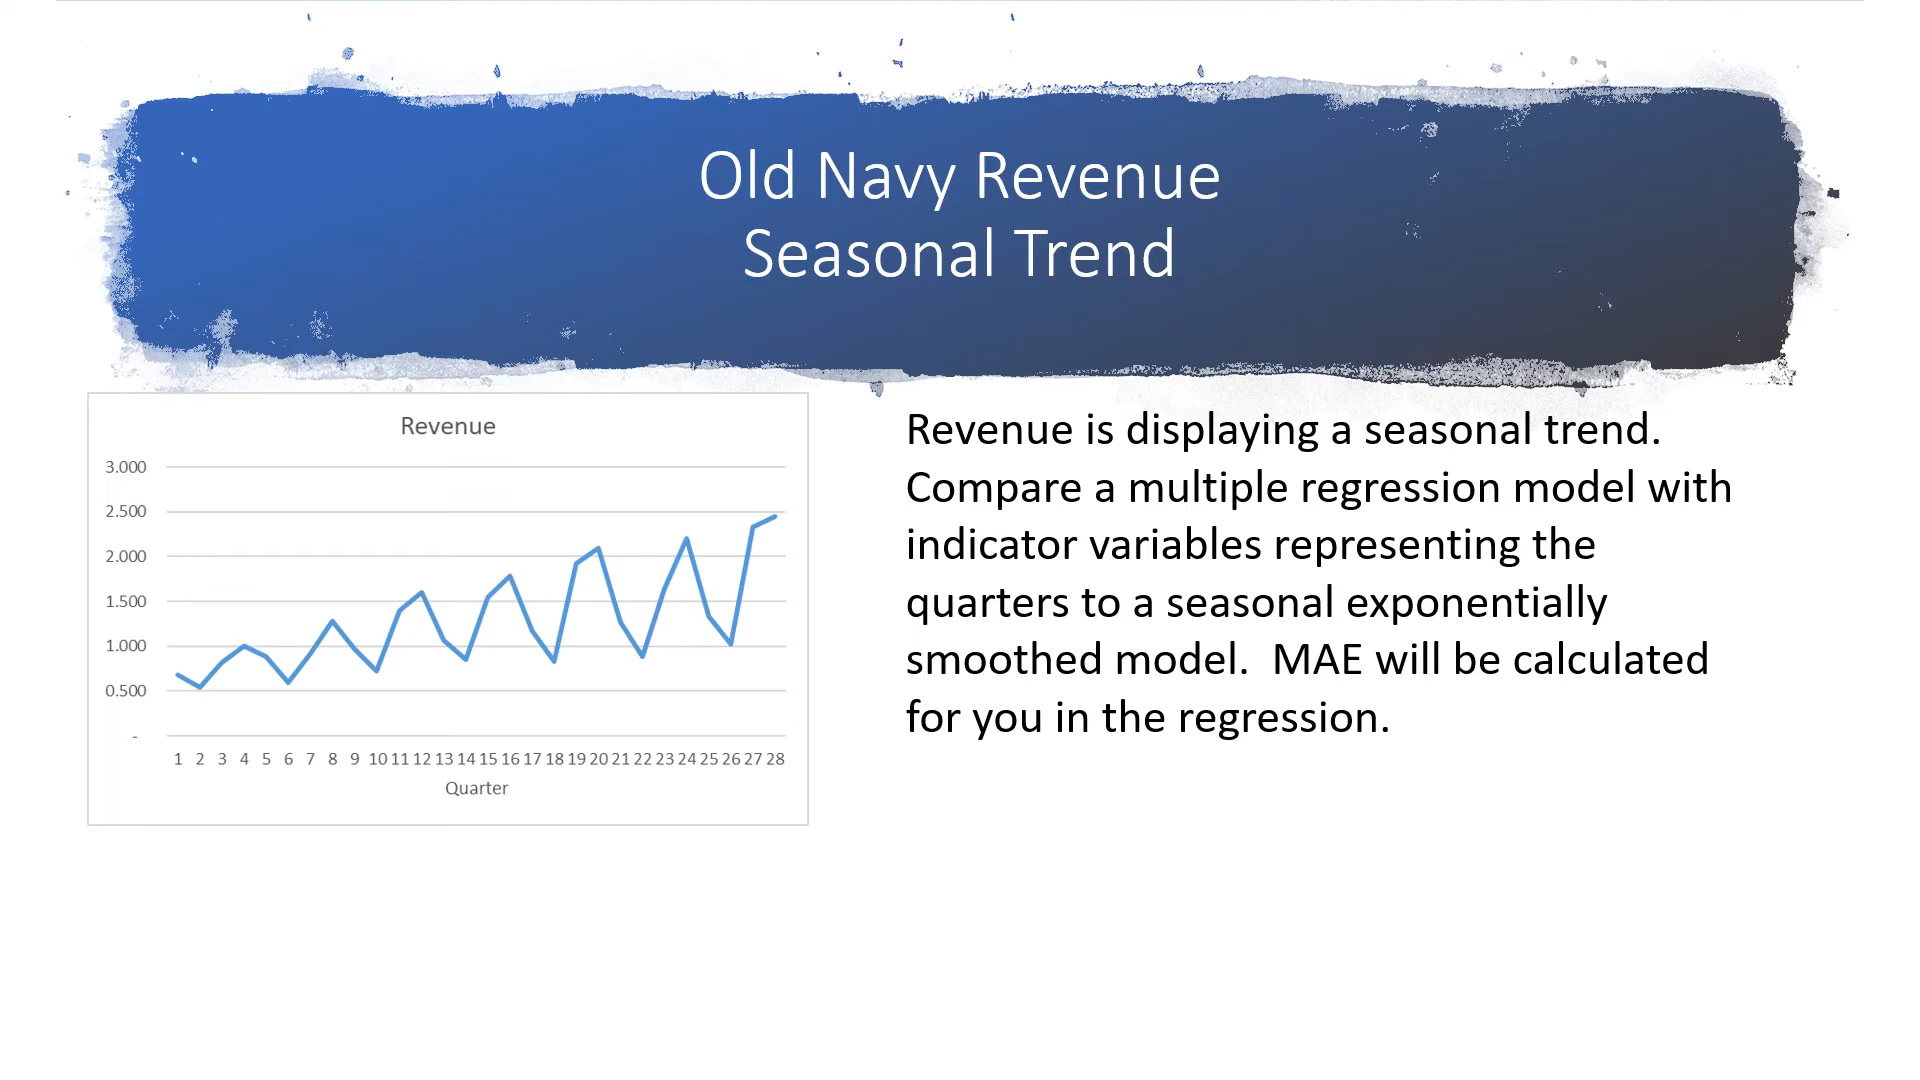 Old Navy Revenue
Seasonal Trend
Revenue
3.000
2.500
2.000
1.500
1.000
0.500
-
1 2 3 4 5 6 7 8 9 10 11 12 13 14 15 16 17 18 19 20 21 22 23 24 25 26 27 28
Quarter
Revenue is displaying a seasonal trend.
Compare a multiple regression model with
indicator variables representing the
quarters to a seasonal exponentially
smoothed model.  MAE will be calculated
for you in the regression.